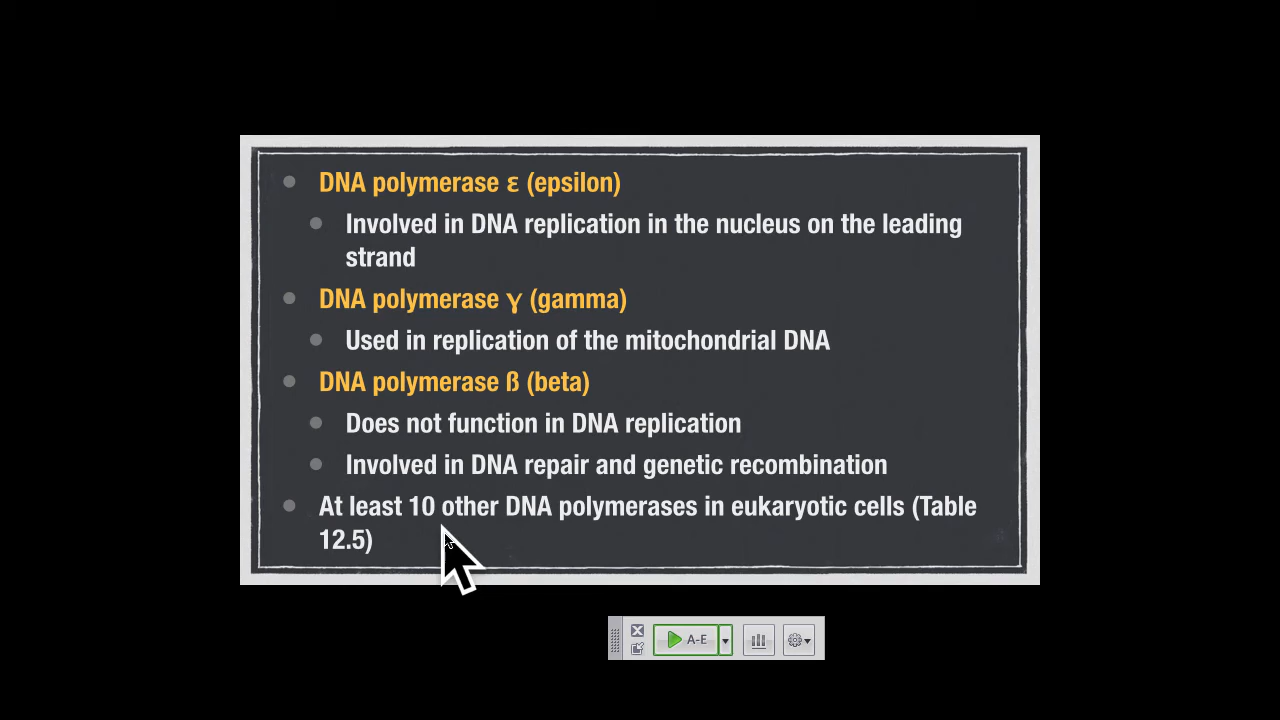 DNA polymerase ε (epsilon)
Involved in DNA replication in the nucleus on the leading
strand
DNA polymerase γ (gamma)
Used in replication of the mitochondrial DNA
DNA polymerase ß (beta)
Does not function in DNA replication
Involved in DNA repair and genetic recombination
At least 10 other DNA polymerases in eukaryotic cells (Table
12.5)
A-E